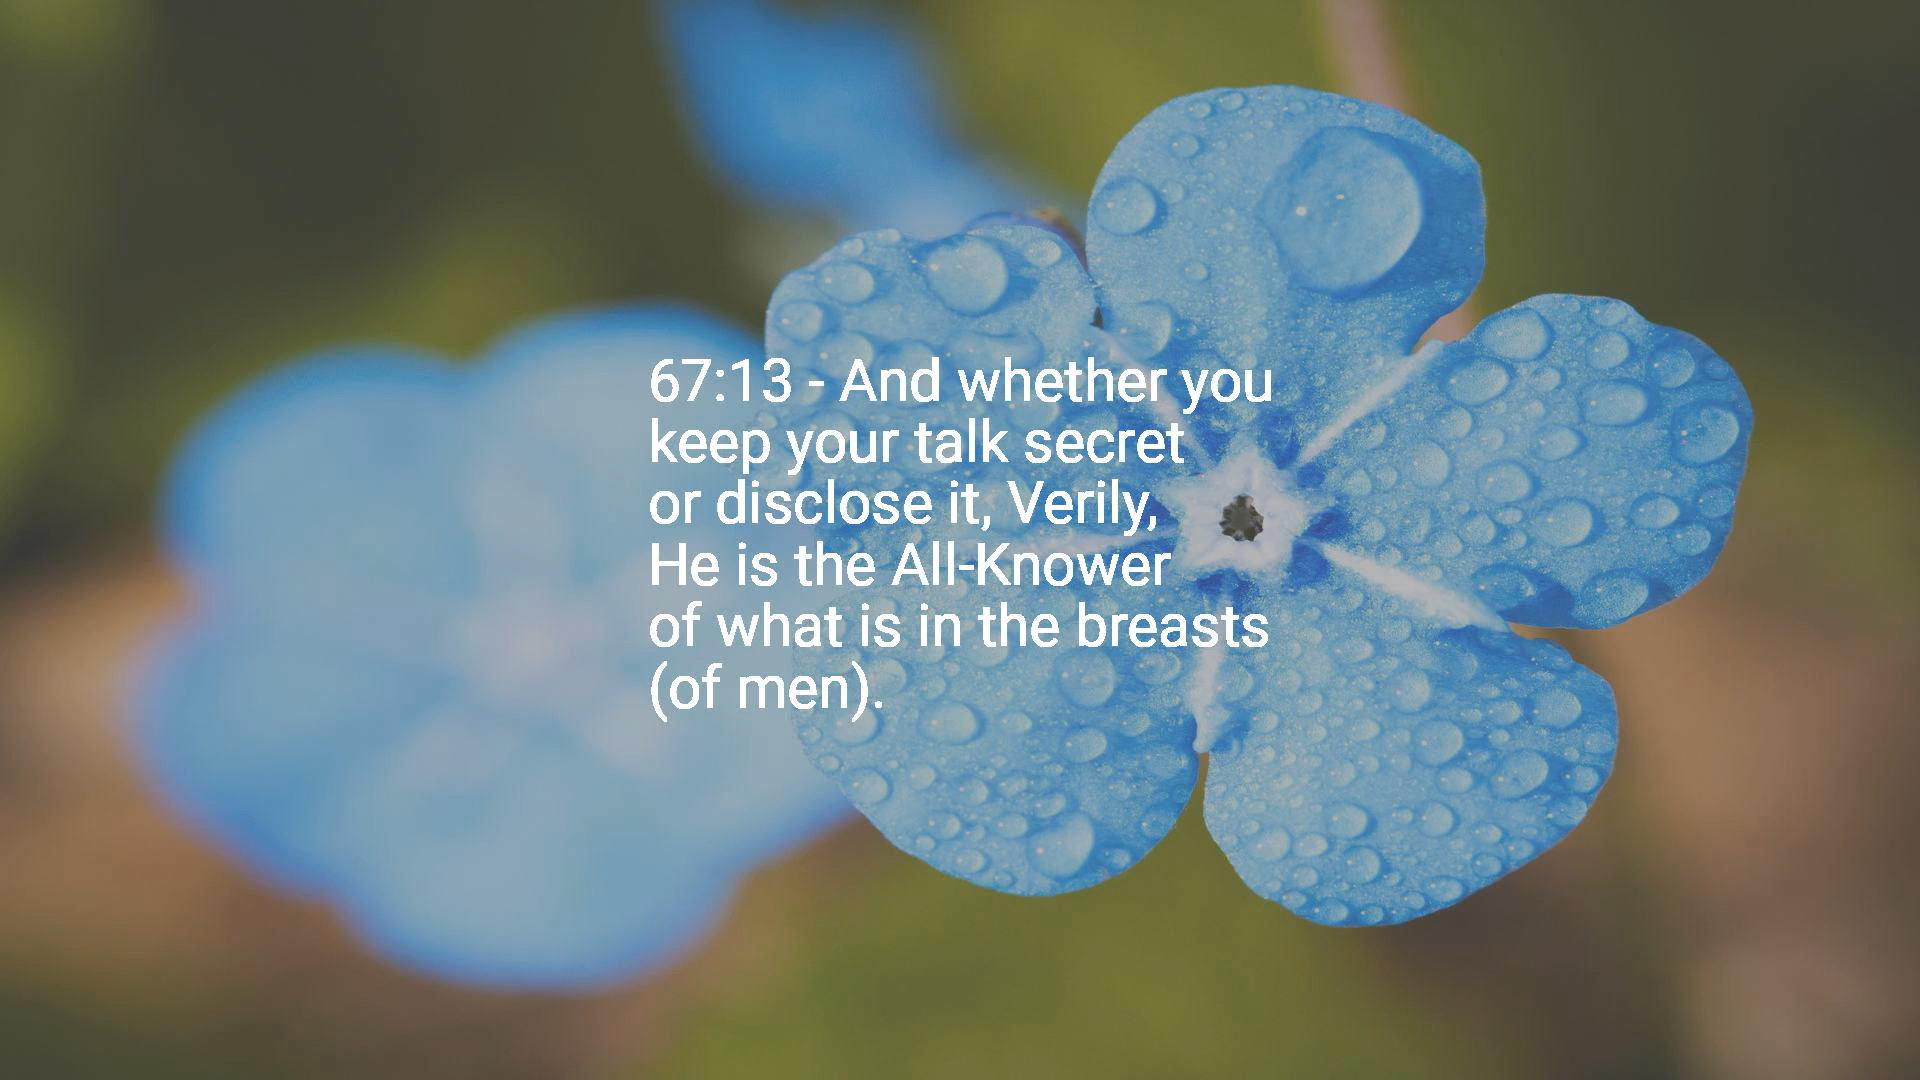 67:13 - And whether you
keep your talk secret
or disclose it, Verily,
He is the All-Knower
of what is in the breasts
(of men).